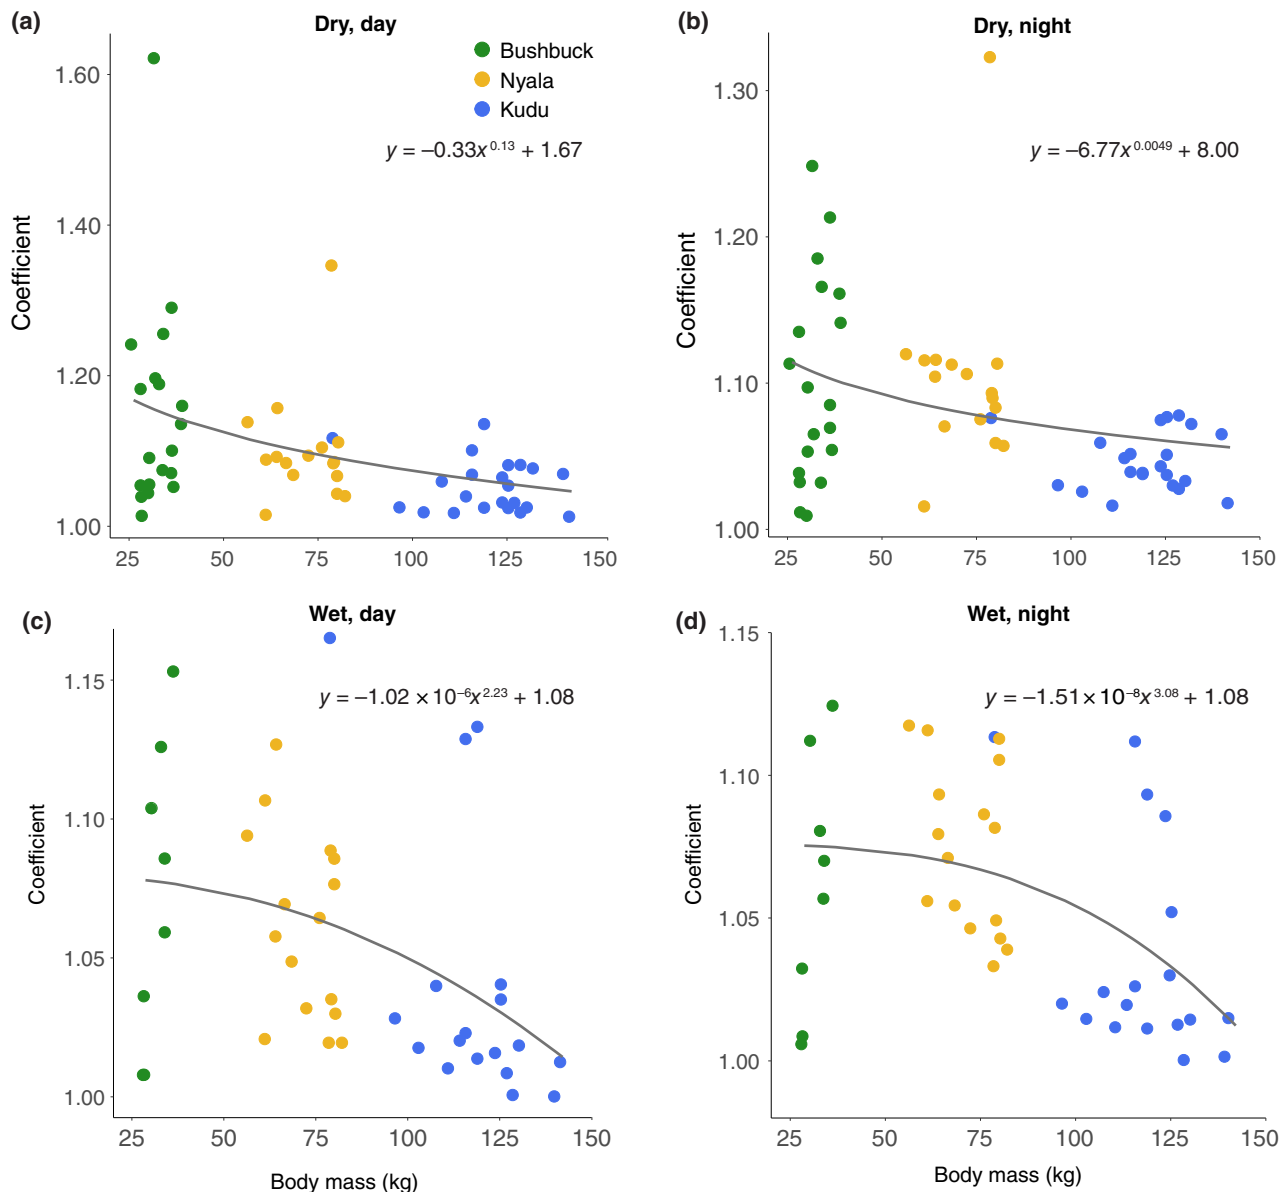 (a)
Dry, day
1.60
1.40
1.20
1.00
Coefficient
Bushbuck
Nyala
Kudu
y = −0.33x^0.13 + 1.67
25 50 75 100 125 150
(b)
Dry, night
1.30
1.20
1.10
1.00
Coefficient
y = −6.77x^0.0049 + 8.00
25 50 75 100 125 150
(c)
Wet, day
1.15
1.10
1.05
1.00
Coefficient
y = −1.02 ×10^−6x^2.23 + 1.08
25 50 75 100 125 150
Body mass (kg)
(d)
Wet, night
1.15
1.10
1.05
1.00
Coefficient
y = −1.51×10^−8x^3.08 + 1.08
25 50 75 100 125 150
Body mass (kg)